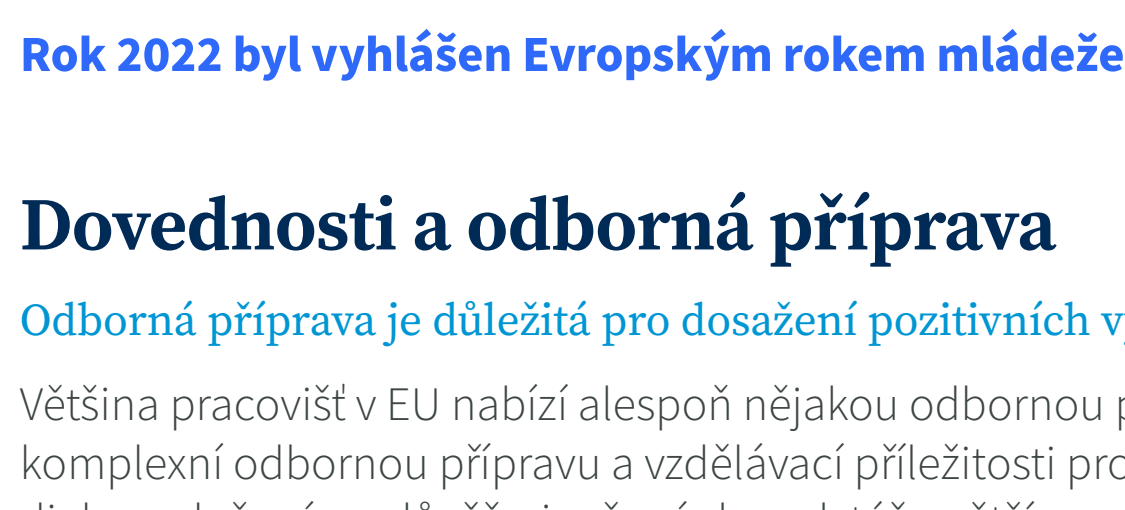 Rok 2022 byl vyhlášen Evropským rokem mládeže
Dovednosti a odborná příprava
Odborná příprava je důležitá pro dosažení pozitivních
Většina pracovišť v EU nabízí alespoň nějakou odbornou
komplexní odbornou přípravu a vzdělávací příležitosti pro